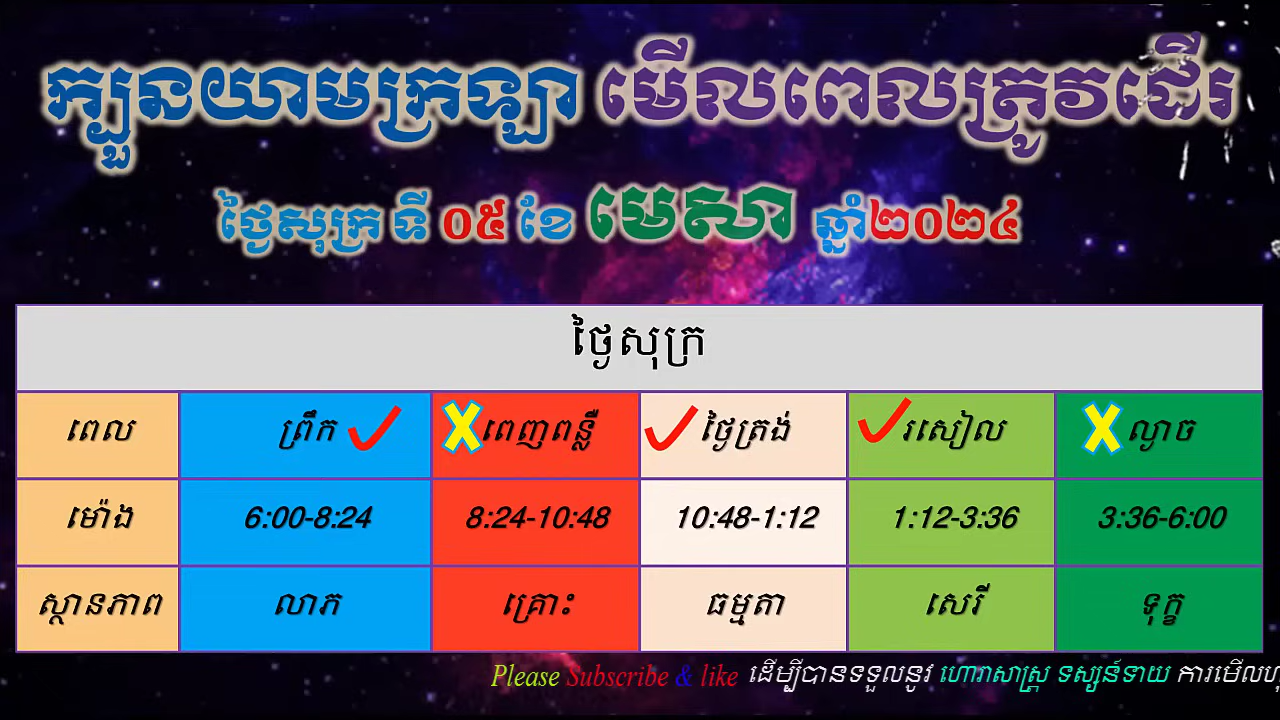 ក្បួនយាមក្រឡា មើលពេលត្រូវដើរ
ថ្ងៃសុក្រ ទី ០៥ ខែ មេសា ឆ្នាំ២០២៤
ថ្ងៃសុក្រ
ពេល ព្រឹក ពេញពន្លឺ ថ្ងៃត្រង់ រសៀល ល្ងាច
ម៉ោង 6:00-8:24 8:24-10:48 10:48-1:12 1:12-3:36 3:36-6:00
ស្ថានភាព លាភ គ្រោះ ធម្មតា សេរី ទុក្ខ
Please Subscribe & like ដើម្បីបានទទួលនូវ ហោរាសាស្ត្រ ទស្សន៍ទាយ ការមើល